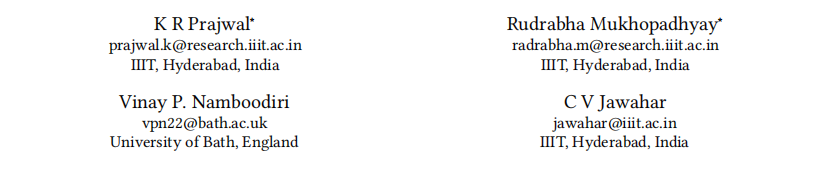 K R Prajwal*
prajwal.k@research.iiit.ac.in
IIIT, Hyderabad, India
Rudrabha Mukhopadhyay*
radrabha.m@research.iiit.ac.in
IIIT, Hyderabad, India
Vinay P. Namboodiri
vpn22@bath.ac.uk
University of Bath, England
C V Jawahar
jawahar@iiit.ac.in
IIIT, Hyderabad, India